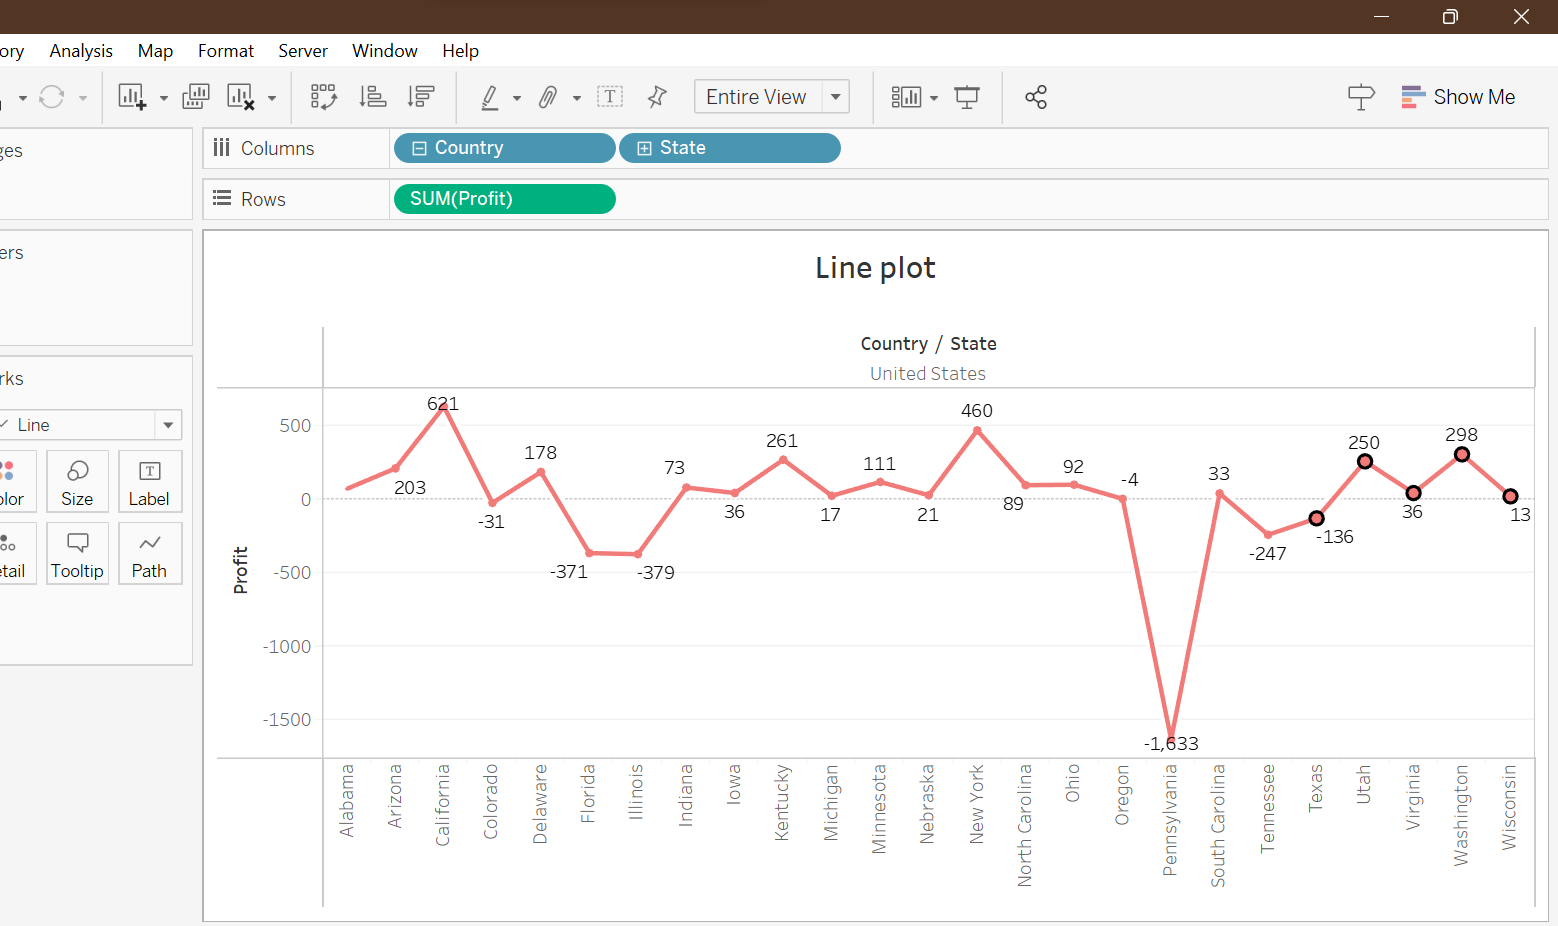 ory Analysis Map Format Server Window Help
Entire View
Show Me
ges
Columns Country State
Rows SUM(Profit)
ers
rks
Line
olor Size Label
etail Tooltip Path
Line plot
Country / State
United States
Profit
500
0
-500
-1000
-1500
203
621
-31
178
-371
-379
73
36
261
17
111
21
460
89
92
-4
-1,633
33
-247
-136
250
36
298
13
Alabama
Arizona
California
Colorado
Delaware
Florida
Illinois
Indiana
Iowa
Kentucky
Michigan
Minnesota
Nebraska
New York
North Carolina
Ohio
Oregon
Pennsylvania
South Carolina
Tennessee
Texas
Utah
Virginia
Washington
Wisconsin